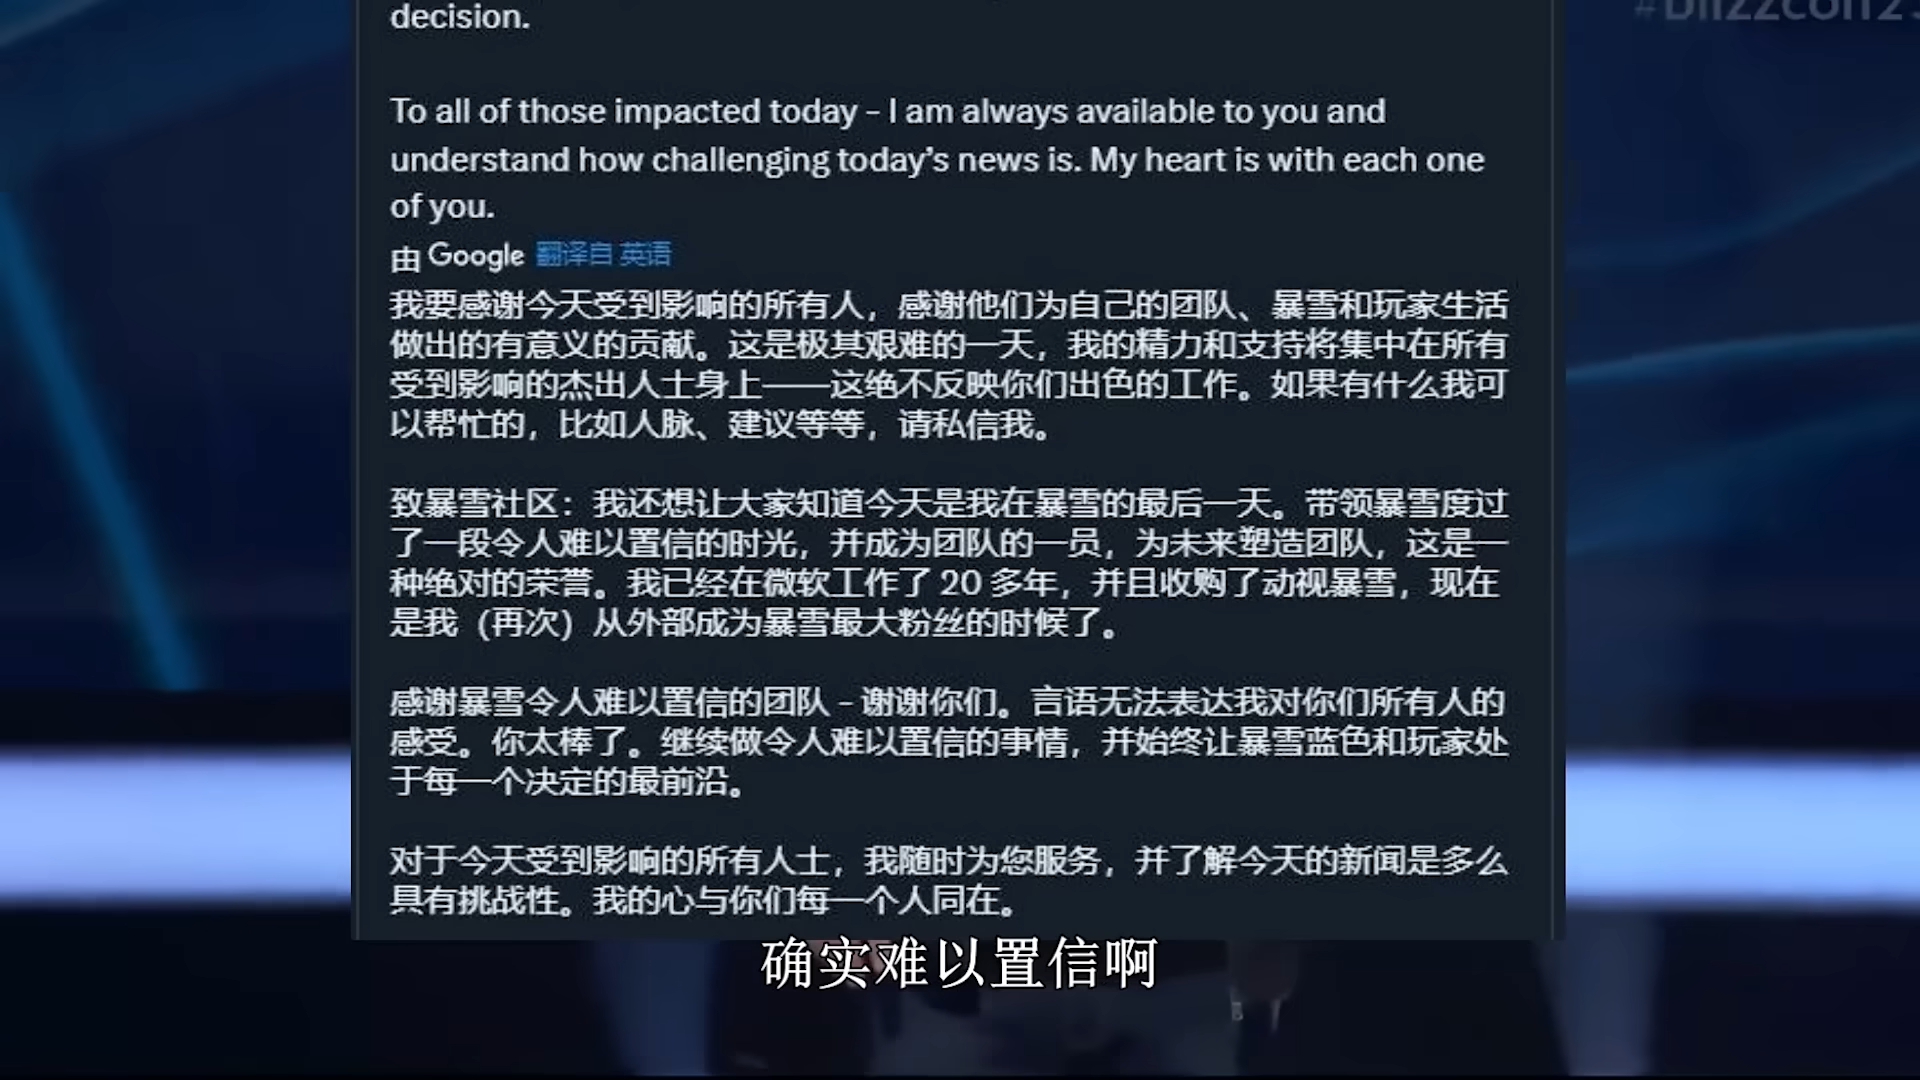 #blizzcon23
decision.
To all of those impacted today – I am always available to you and
understand how challenging today’s news is. My heart is with each one
of you.
由 Google 翻译自 英语
我要感谢今天受到影响的所有人，感谢他们为自己的团队、暴雪和玩家生活
做出的有意义的贡献。这是极其艰难的一天，我的精力和支持将集中在所有
受到影响的杰出人士身上——这绝不反映你们出色的工作。如果有什么我可
以帮忙的，比如人脉、建议等等，请私信我。
致暴雪社区：我还想让大家知道今天是我在暴雪的最后一天。带领暴雪度过
了一段令人难以置信的时光，并成为团队的一员，为未来塑造团队，这是一
种绝对的荣誉。我已经在微软工作了 20 多年，并且收购了动视暴雪，现在
是我（再次）从外部成为暴雪最大粉丝的时候了。
感谢暴雪令人难以置信的团队 – 谢谢你们。言语无法表达我对你们所有人的
感受。你太棒了。继续做令人难以置信的事情，并始终让暴雪蓝色和玩家处
于每一个决定的最前沿。
对于今天受到影响的所有人士，我随时为您服务，并了解今天的新闻是多么
具有挑战性。我的心与你们每一个人同在。
确实难以置信啊